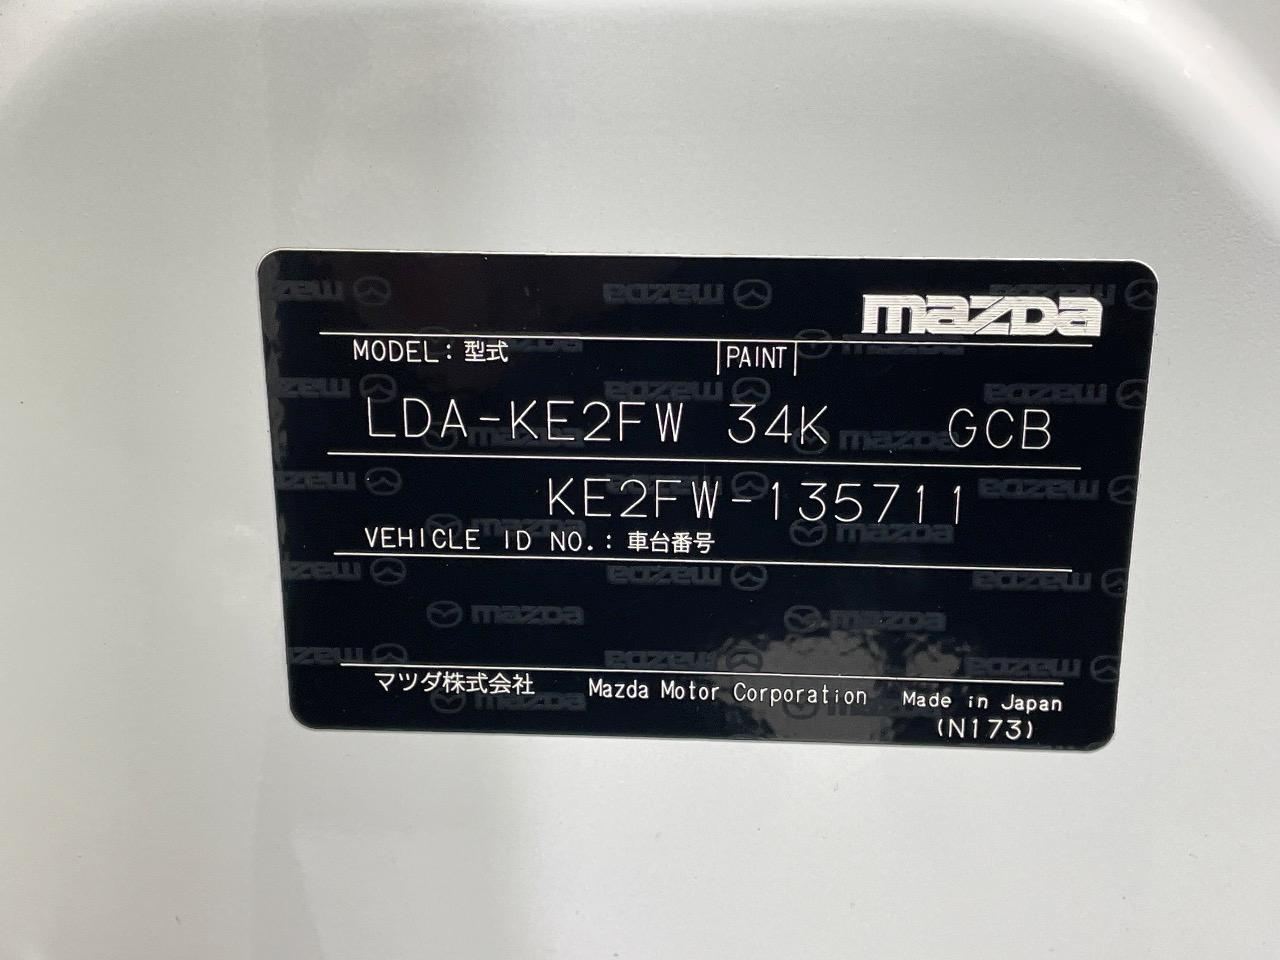 mazda
MODEL: 型式 PAINT
LDA-KE2FW 34K GCB
KE2FW-135711
VEHICLE ID NO.: 車台番号
マツダ株式会社 Mazda Motor Corporation Made in Japan
(N173)